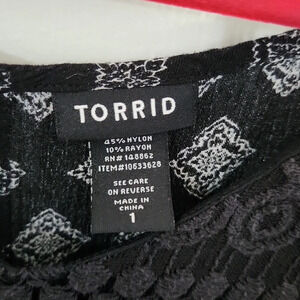 TORRID
45% NYLON
10% RAYON
RN# 148862
ITEM#10633628
SEE CARE
ON REVERSE
MADE IN
CHINA
1